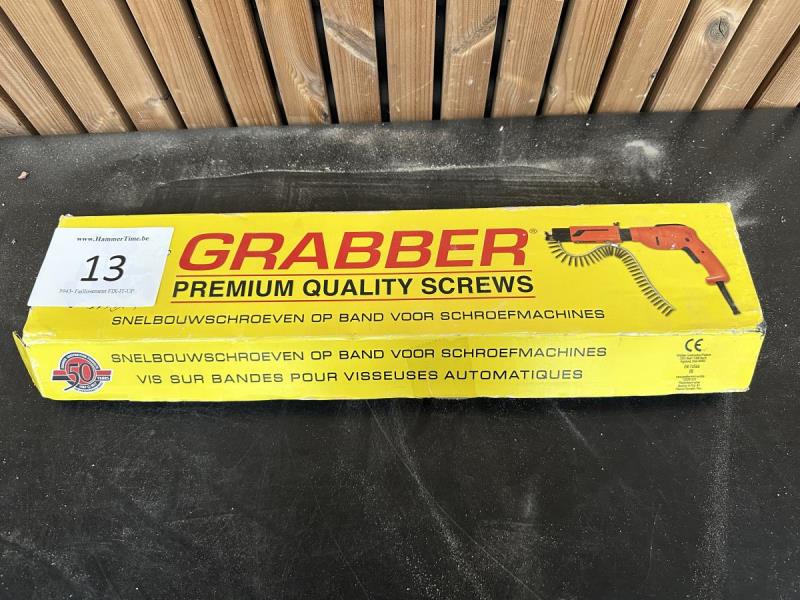 www.HammerTime.be
13
GRABBER®
PREMIUM QUALITY SCREWS
SNELBOUWSCHROEVEN OP BAND VOOR SCHROEFMACHINES
SNELBOUWSCHROEVEN OP BAND VOOR SCHROEFMACHINES
VIS SUR BANDES POUR VISSEUSES AUTOMATIQUES
50
YEARS
CE